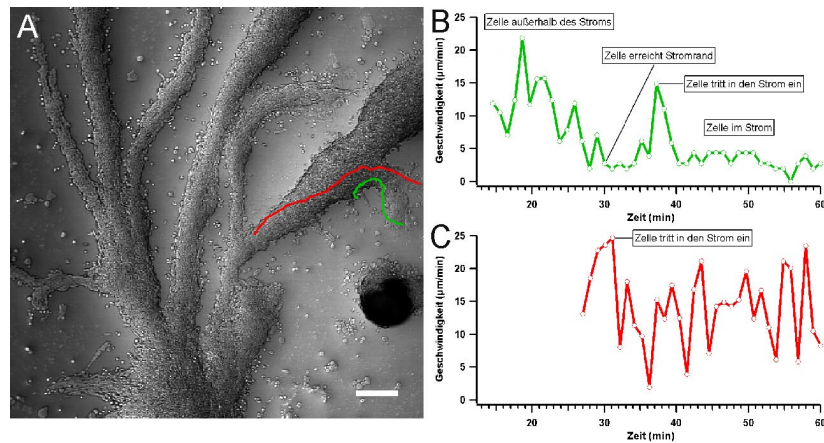 A
B
Zelle außerhalb des Stroms
Zelle erreicht Stromrand
Zelle tritt in den Strom ein
Zelle im Strom
Geschwindigkeit (µm/min)
25
20
15
10
5
0
20
30
40
50
60
Zeit (min)
C
Zelle tritt in den Strom ein
Geschwindigkeit (µm/min)
25
20
15
10
5
0
20
30
40
50
60
Zeit (min)